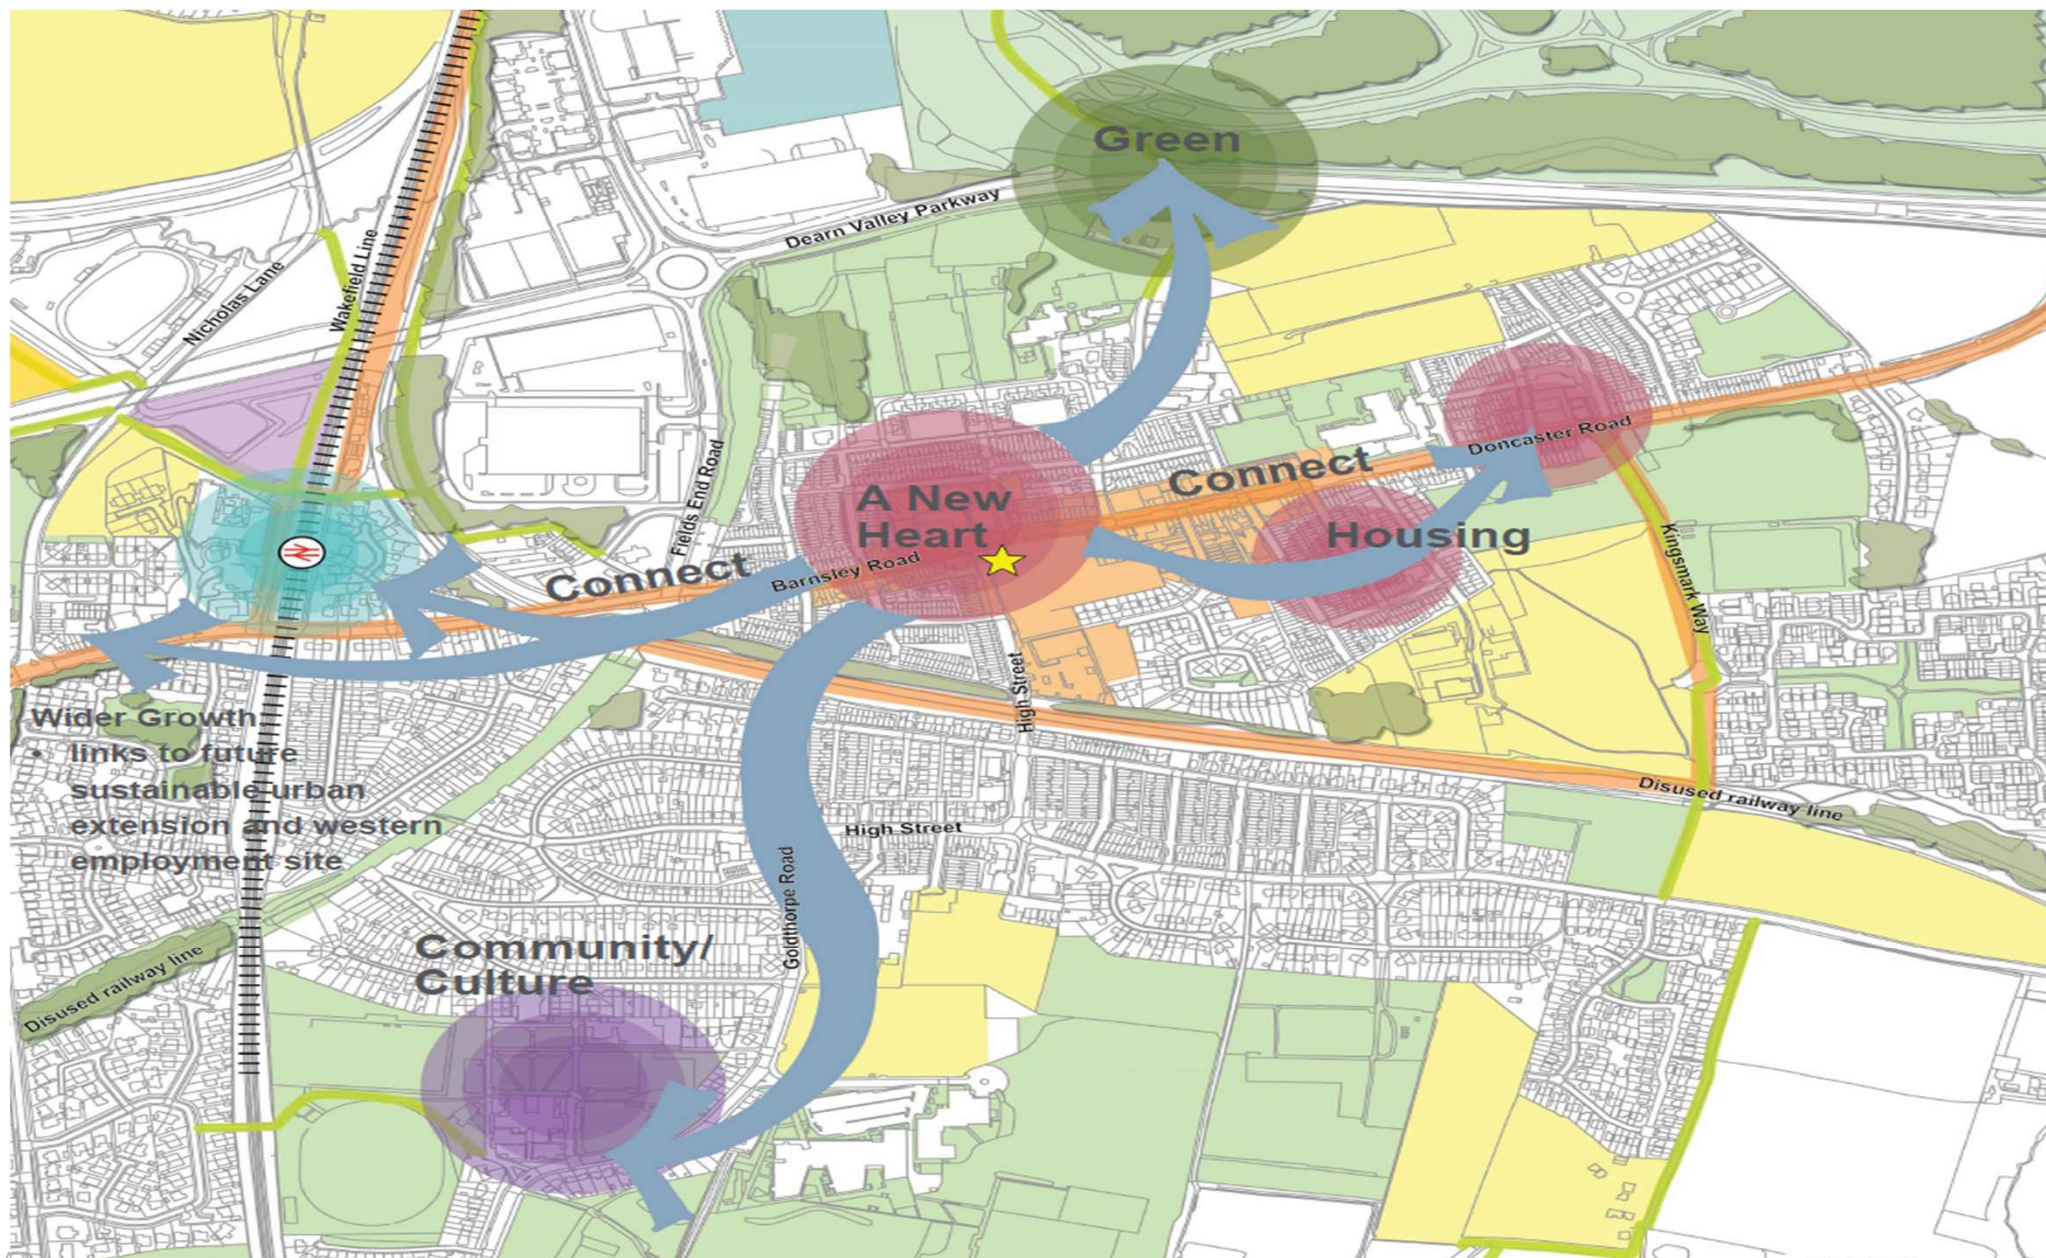 Green
Dearn Valley Parkway
Wakefield Line
Nicholas Lane
Doncaster Road
Connect
A New
Heart
Fields End Road
Housing
Barnsley Road
Connect
Kingsmark Way
High Street
Wider Growth
• links to future
sustainable urban
extension and western
employment site
Disused railway line
High Street
Goldthorpe Road
Community/
Culture
Disused railway line